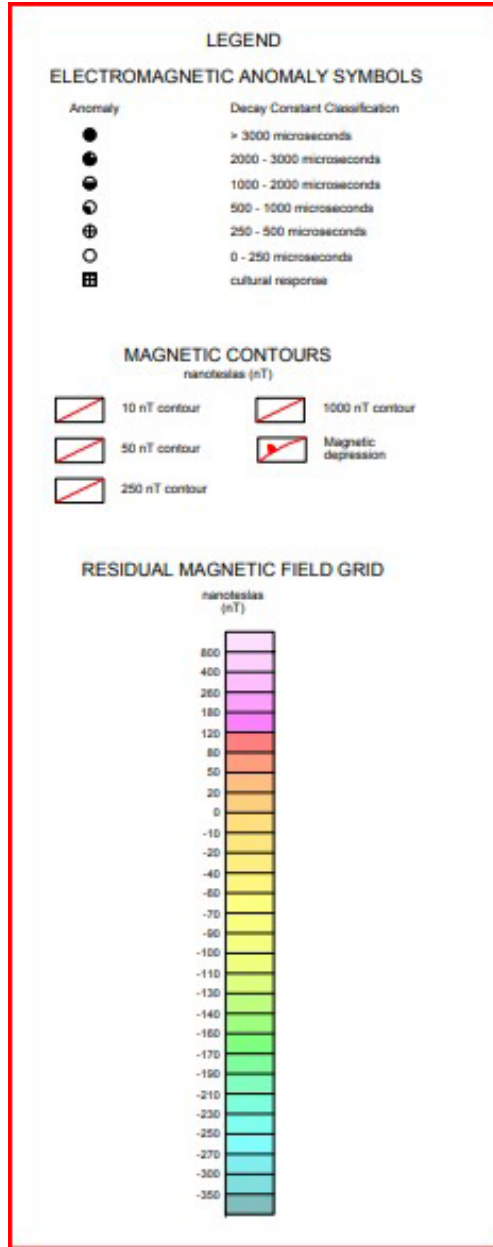 LEGEND
ELECTROMAGNETIC ANOMALY SYMBOLS
Anomaly Decay Constant Classification
> 3000 microseconds
2000 - 3000 microseconds
1000 - 2000 microseconds
500 - 1000 microseconds
250 - 500 microseconds
0 - 250 microseconds
cultural response
MAGNETIC CONTOURS
nanoteslas (nT)
10 nT contour
50 nT contour
250 nT contour
1000 nT contour
Magnetic
depression
RESIDUAL MAGNETIC FIELD GRID
nanoteslas
(nT)
800
400
260
180
120
80
50
20
0
-10
-20
-40
-60
-70
-90
-100
-110
-130
-140
-160
-170
-190
-210
-230
-250
-270
-300
-350